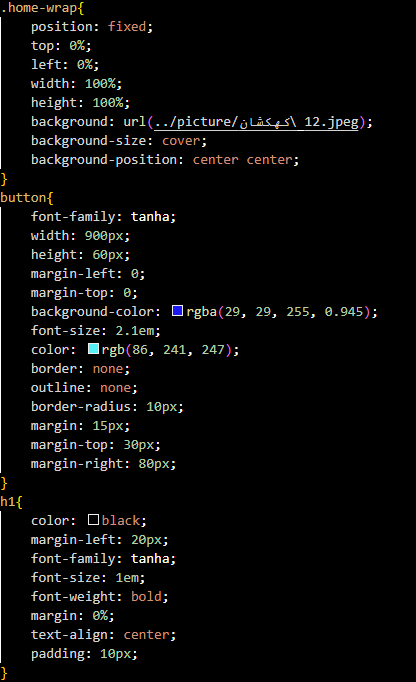 .home-wrap{
    position: fixed;
    top: 0%;
    left: 0%;
    width: 100%;
    height: 100%;
    background: url(../picture/کهکشان\ 12.jpeg);
    background-size: cover;
    background-position: center center;
}
button{
    font-family: tanha;
    width: 900px;
    height: 60px;
    margin-left: 0;
    margin-top: 0;
    background-color: rgba(29, 29, 255, 0.945);
    font-size: 2.1em;
    color: rgb(86, 241, 247);
    border: none;
    outline: none;
    border-radius: 10px;
    margin: 15px;
    margin-top: 30px;
    margin-right: 80px;
}
h1{
    color: black;
    margin-left: 20px;
    font-family: tanha;
    font-size: 1em;
    font-weight: bold;
    margin: 0%;
    text-align: center;
    padding: 10px;
}